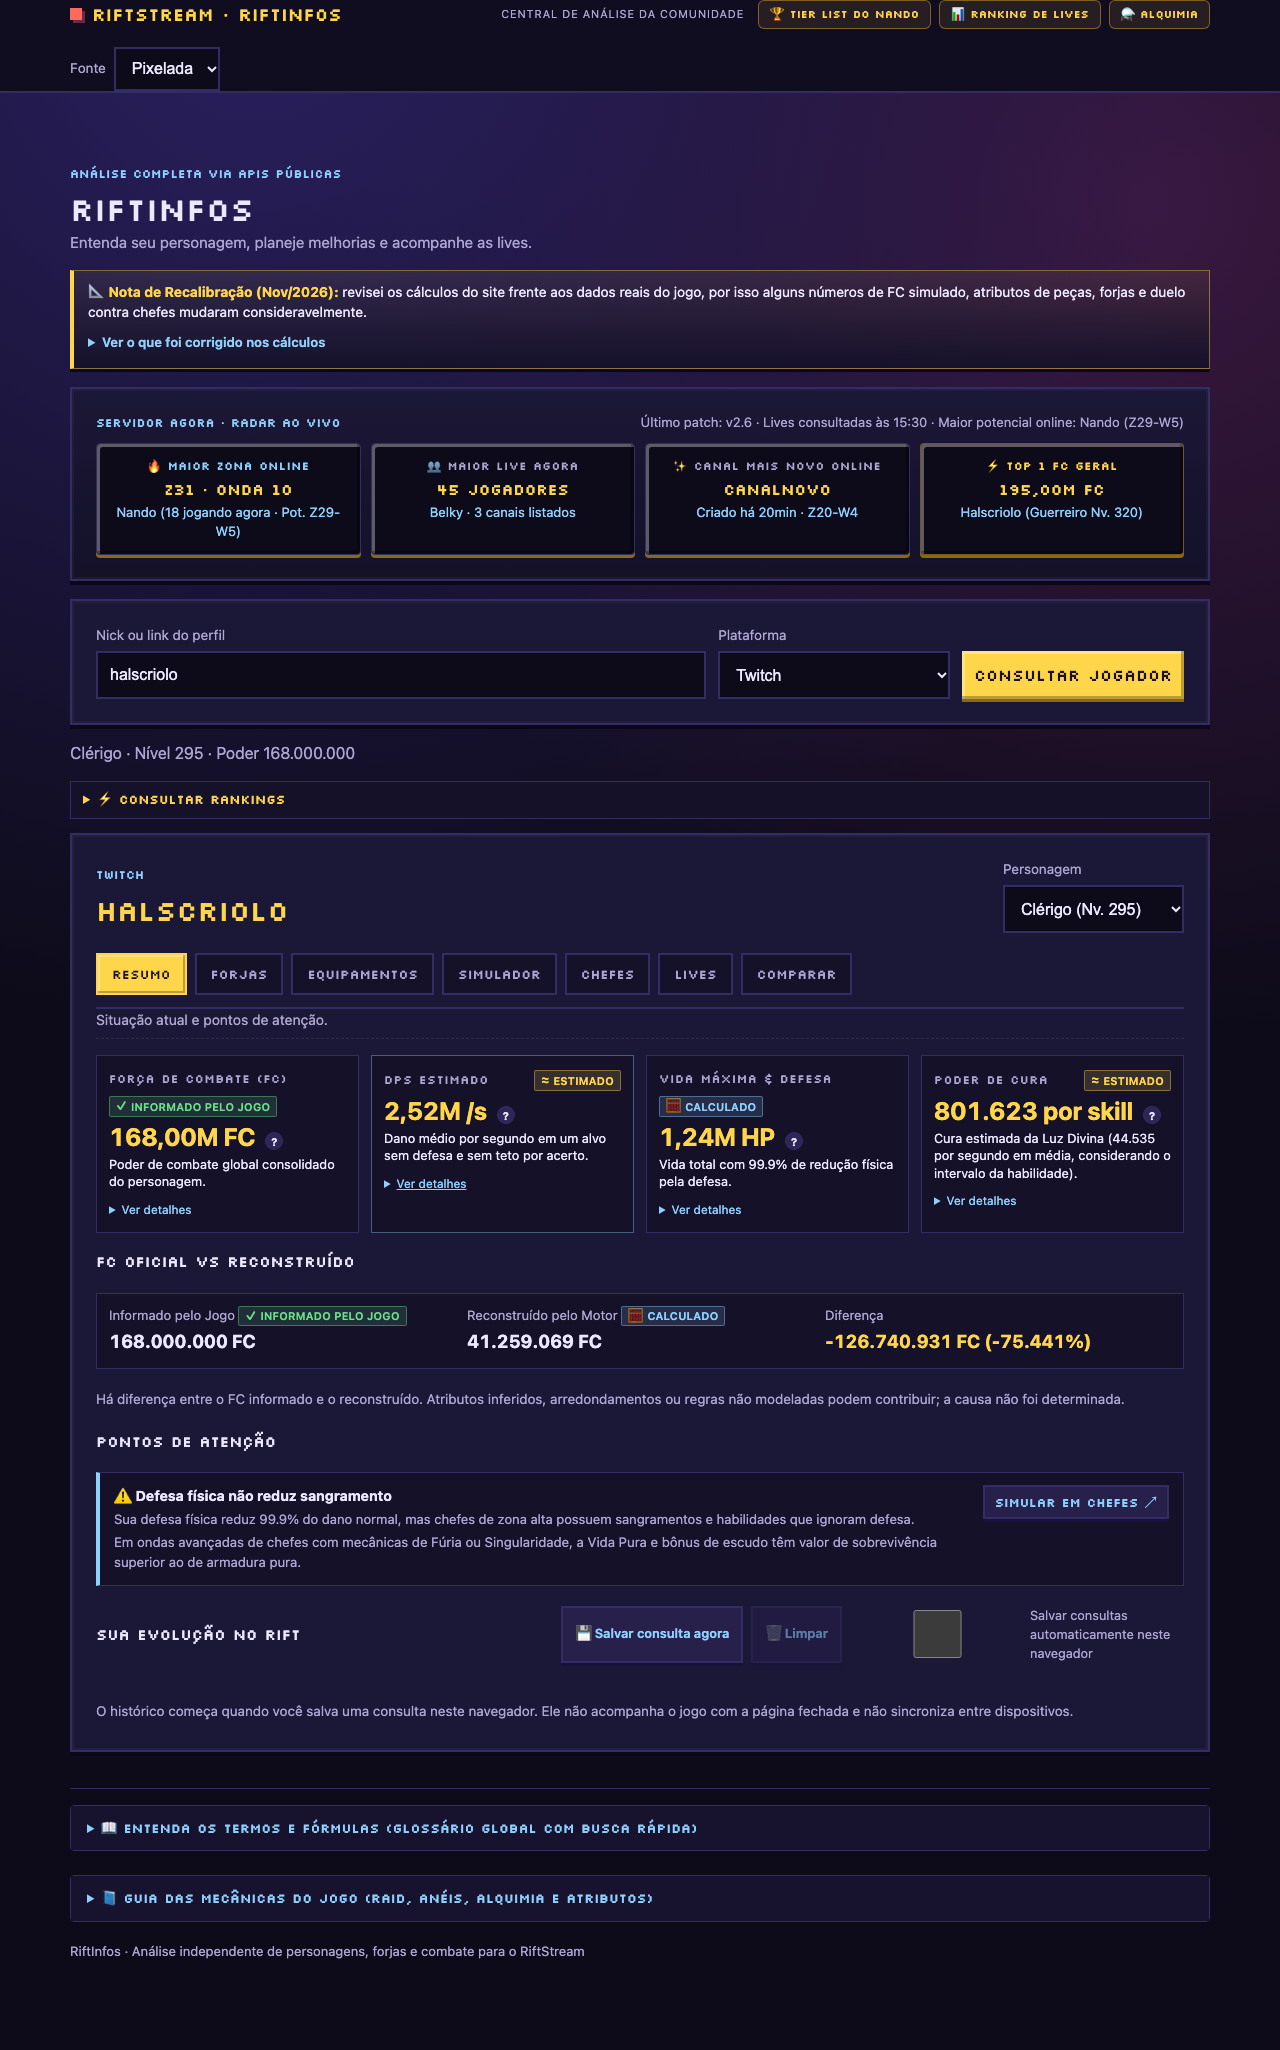 RIFTSTREAM · RIFTINFOS
CENTRAL DE ANÁLISE DA COMUNIDADE
🏆 TIER LIST DO NANDO
📊 RANKING DE LIVES
⚗️ ALQUIMIA
Fonte
Pixelada
ANÁLISE COMPLETA VIA APIS PÚBLICAS
RIFTINFOS
Entenda seu personagem, planeje melhorias e acompanhe as lives.
📐 Nota de Recalibração (Nov/2026): revisei os cálculos do site frente aos dados reais do jogo, por isso alguns números de FC simulado, atributos de peças, forjas e duelo
contra chefes mudaram consideravelmente.
▶ Ver o que foi corrigido nos cálculos
SERVIDOR AGORA · RADAR AO VIVO
Último patch: v2.6 · Lives consultadas às 15:30 · Maior potencial online: Nando (Z29-W5)
🔥 MAIOR ZONA ONLINE
Z31 · ONDA 10
Nando (18 jogando agora · Pot. Z29-
W5)
👥 MAIOR LIVE AGORA
45 JOGADORES
Belky · 3 canais listados
✨ CANAL MAIS NOVO ONLINE
CANALNOVO
Criado há 20min · Z20-W4
⚡ TOP 1 FC GERAL
195,00M FC
Halscriolo (Guerreiro Nv. 320)
Nick ou link do perfil
halscriolo
Plataforma
Twitch
CONSULTAR JOGADOR
Clérigo · Nível 295 · Poder 168.000.000
▶ ⚡ CONSULTAR RANKINGS
TWITCH
HALSCRIOLO
Personagem
Clérigo (Nv. 295)
RESUMO
FORJAS
EQUIPAMENTOS
SIMULADOR
CHEFES
LIVES
COMPARAR
Situação atual e pontos de atenção.
FORÇA DE COMBATE (FC)
✓ INFORMADO PELO JOGO
168,00M FC ?
Poder de combate global consolidado
do personagem.
▶ Ver detalhes
DPS ESTIMADO
≈ ESTIMADO
2,52M /s ?
Dano médio por segundo em um alvo
sem defesa e sem teto por acerto.
▶ Ver detalhes
VIDA MÁXIMA & DEFESA
🧮 CALCULADO
1,24M HP ?
Vida total com 99.9% de redução física
pela defesa.
▶ Ver detalhes
PODER DE CURA
≈ ESTIMADO
801.623 por skill ?
Cura estimada da Luz Divina (44.535
por segundo em média, considerando o
intervalo da habilidade).
▶ Ver detalhes
FC OFICIAL VS RECONSTRUÍDO
Informado pelo Jogo ✓ INFORMADO PELO JOGO
168.000.000 FC
Reconstruído pelo Motor 🧮 CALCULADO
41.259.069 FC
Diferença
-126.740.931 FC (-75.441%)
Há diferença entre o FC informado e o reconstruído. Atributos inferidos, arredondamentos ou regras não modeladas podem contribuir; a causa não foi determinada.
PONTOS DE ATENÇÃO
⚠️ Defesa física não reduz sangramento
Sua defesa física reduz 99.9% do dano normal, mas chefes de zona alta possuem sangramentos e habilidades que ignoram defesa.
Em ondas avançadas de chefes com mecânicas de Fúria ou Singularidade, a Vida Pura e bônus de escudo têm valor de sobrevivência
superior ao de armadura pura.
SIMULAR EM CHEFES ↗
SUA EVOLUÇÃO NO RIFT
💾 Salvar consulta agora
🗑️ Limpar
Salvar consultas
automaticamente neste
navegador
O histórico começa quando você salva uma consulta neste navegador. Ele não acompanha o jogo com a página fechada e não sincroniza entre dispositivos.
▶ 📖 ENTENDA OS TERMOS E FÓRMULAS (GLOSSÁRIO GLOBAL COM BUSCA RÁPIDA)
▶ 📘 GUIA DAS MECÂNICAS DO JOGO (RAID, ANÉIS, ALQUIMIA E ATRIBUTOS)
RiftInfos · Análise independente de personagens, forjas e combate para o RiftStream